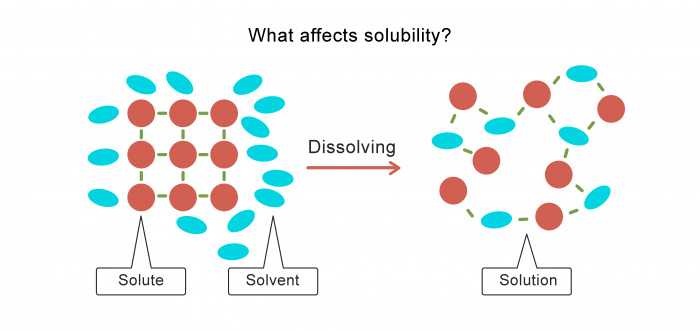 What affects solubility?
Dissolving
Solute
Solvent
Solution